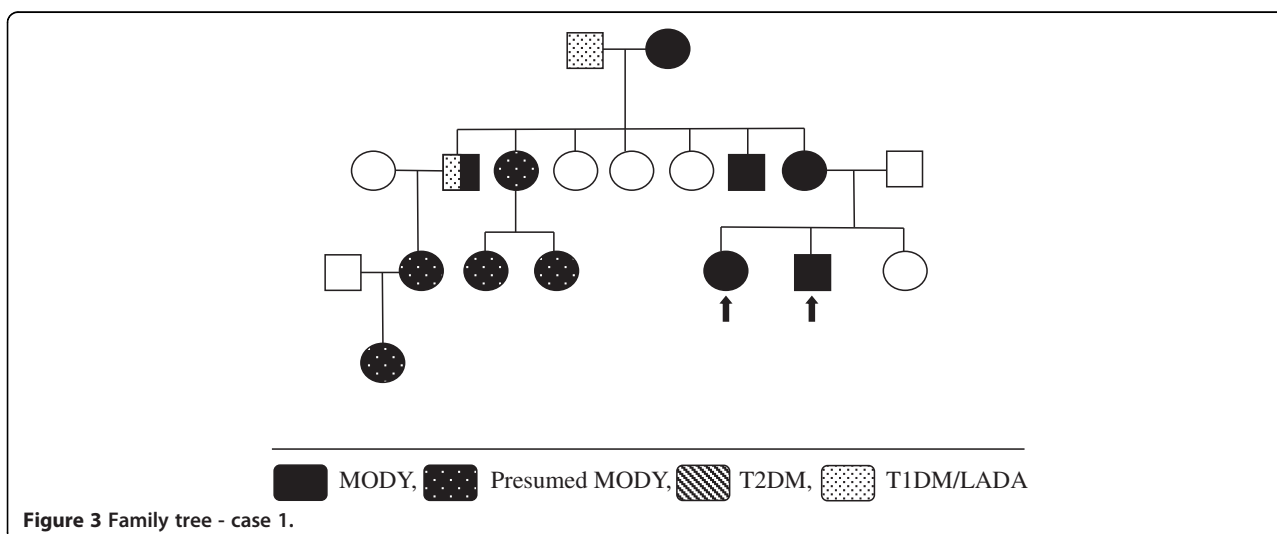 MODY, Presumed MODY, T2DM, T1DM/LADA
Figure 3 Family tree - case 1.